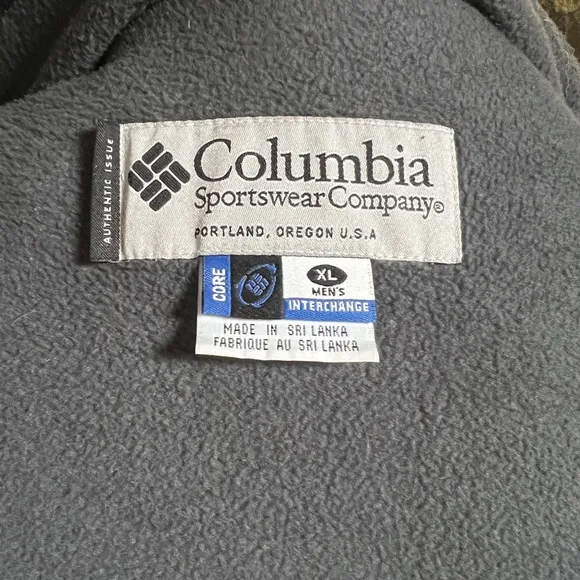 AUTHENTIC ISSUE
Columbia
Sportswear Company®
PORTLAND, OREGON U.S.A
CORE
XL
MEN'S
INTERCHANGE
MADE IN SRI LANKA
FABRIQUE AU SRI LANKA